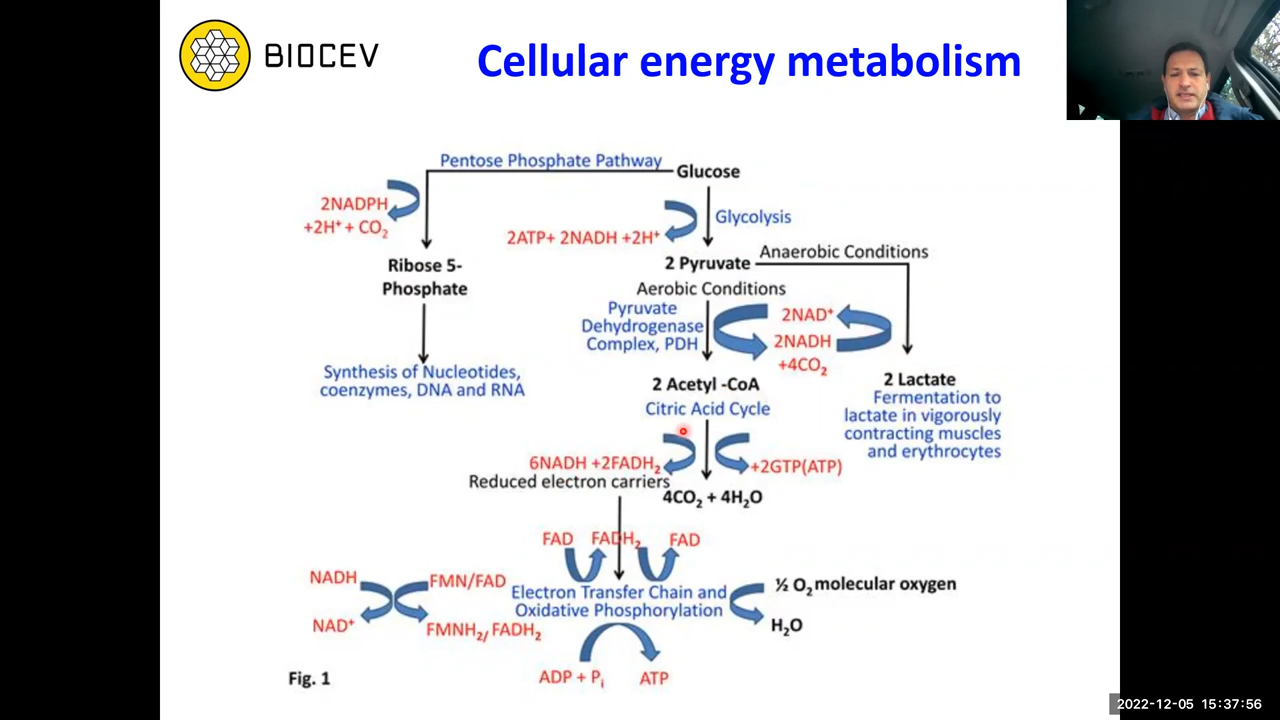 BIOCEV
Cellular energy metabolism
Pentose Phosphate Pathway
Glucose
2NADPH
+2H⁺ + CO₂
Glycolysis
2ATP+ 2NADH +2H⁺
Ribose 5-
Phosphate
2 Pyruvate
Anaerobic Conditions
Aerobic Conditions
Pyruvate
Dehydrogenase
Complex, PDH
2NAD⁺
2NADH
+4CO₂
Synthesis of Nucleotides,
coenzymes, DNA and RNA
2 Acetyl -CoA
Citric Acid Cycle
2 Lactate
Fermentation to
lactate in vigorously
contracting muscles
and erythrocytes
6NADH +2FADH₂
+2GTP(ATP)
Reduced electron carriers
4CO₂ + 4H₂O
FAD FADH₂ FAD
NADH
FMN/FAD
NAD⁺
FMNH₂/ FADH₂
Electron Transfer Chain and
Oxidative Phosphorylation
½ O₂ molecular oxygen
H₂O
ADP + Pᵢ
ATP
Fig. 1
2022-12-05 15:37:56